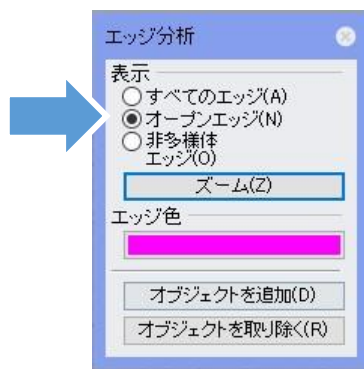 エッジ分析
表示
すべてのエッジ(A)
オープンエッジ(N)
非多様体
エッジ(O)
ズーム(Z)
エッジ色
オブジェクトを追加(D)
オブジェクトを取り除く(R)